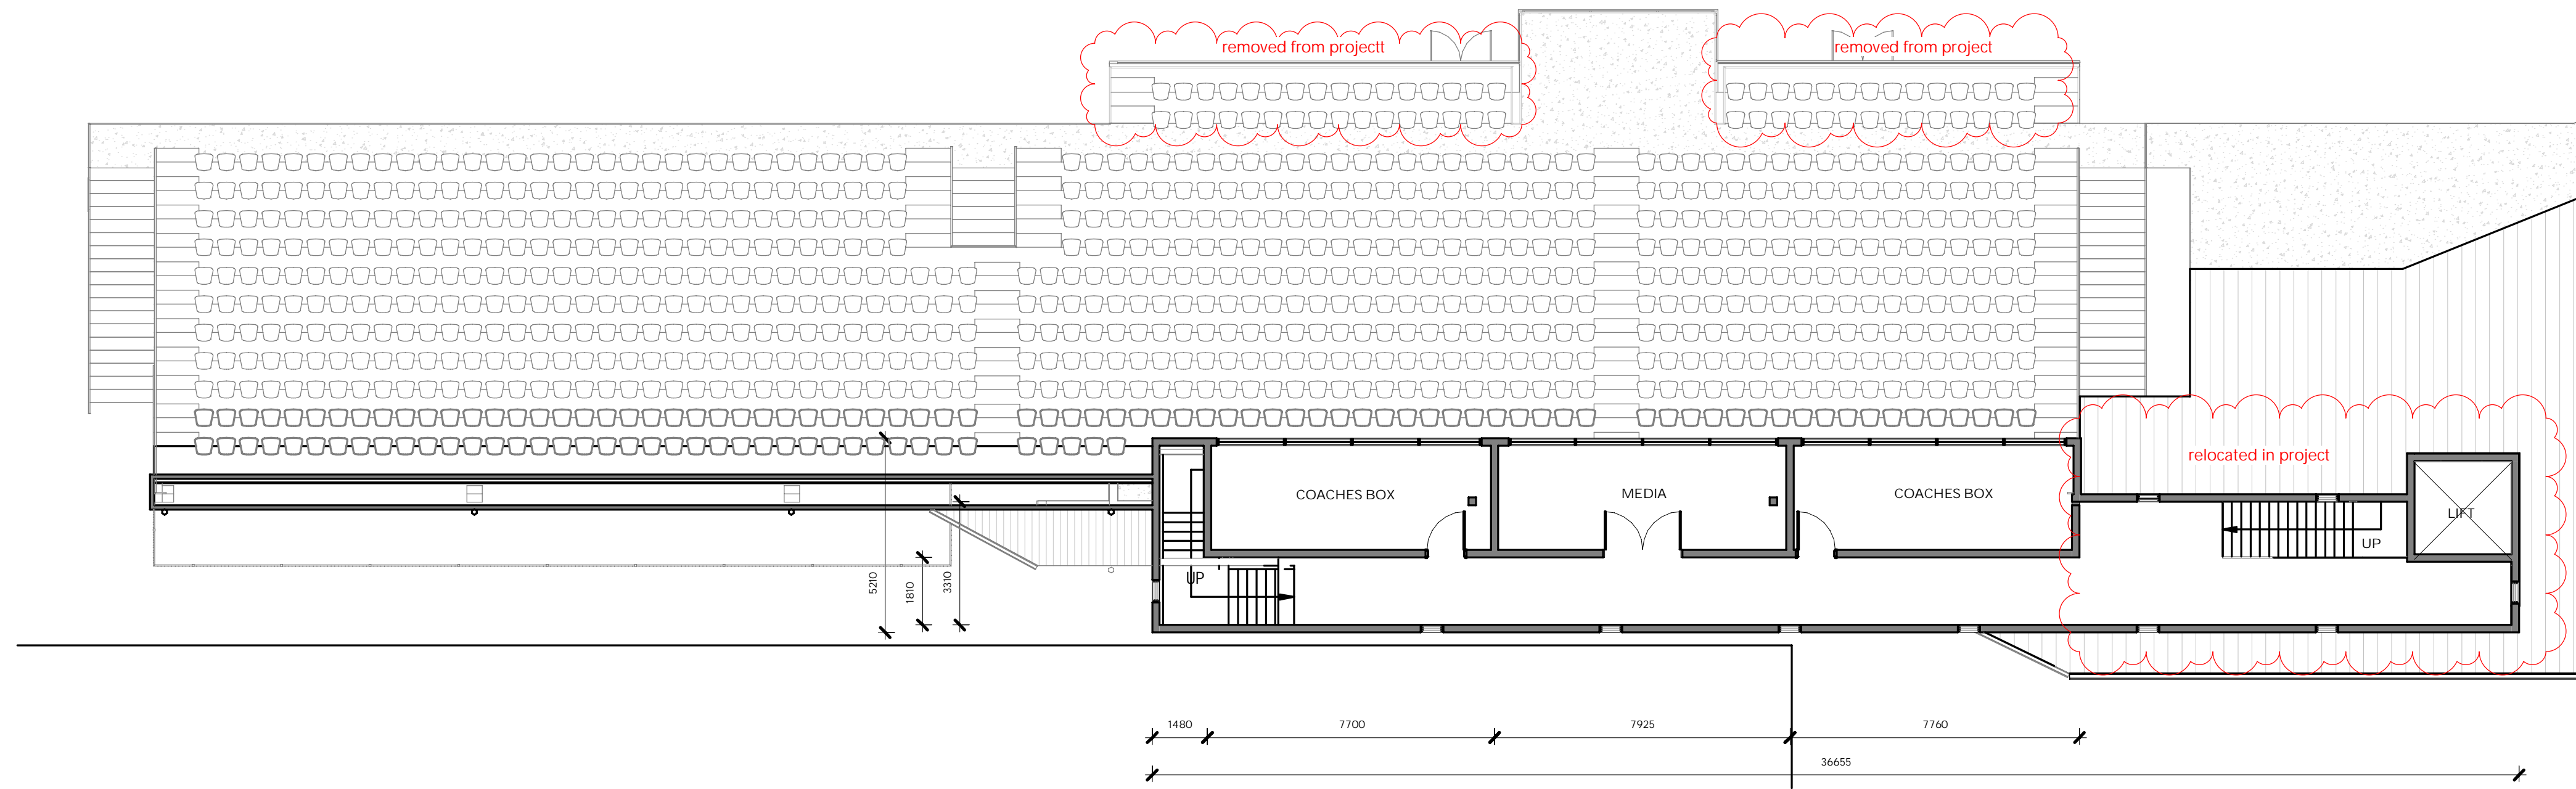 removed from projectt
removed from project
relocated in project
COACHES BOX
MEDIA
COACHES BOX
LIFT
UP
UP
5210
1810
3310
1480
7700
7925
7760
36655